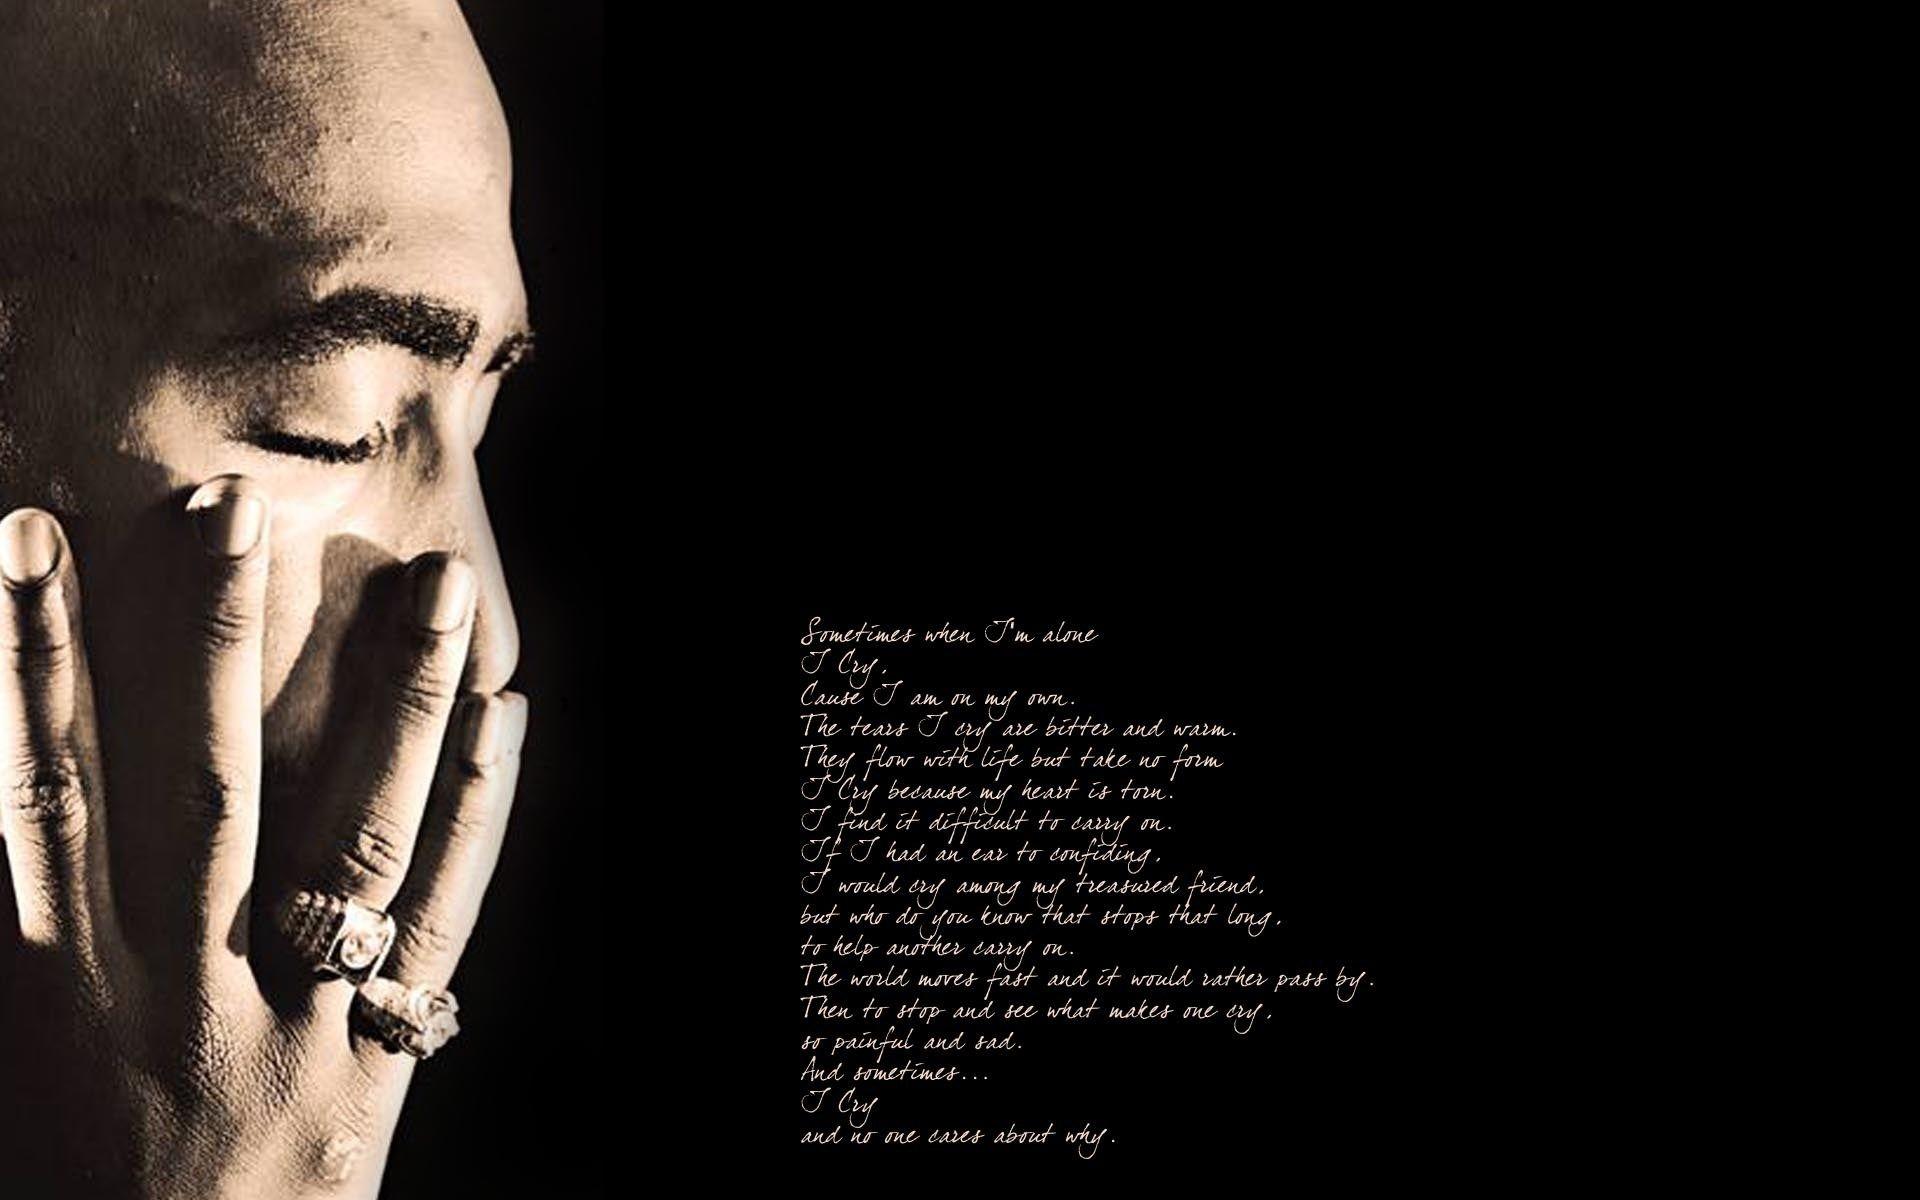 Sometimes when I'm alone
I Cry,
Cause I am on my own.
The tears I cry are bitter and warm.
They flow with life but take no form
I Cry because my heart is torn.
I find it difficult to carry on.
If I had an ear to confiding,
I would cry among my treasured friend,
but who do you know that stops that long,
to help another carry on.
The world moves fast and it would rather pass by.
Then to stop and see what makes one cry,
so painful and sad.
And sometimes...
I Cry
and no one cares about why.